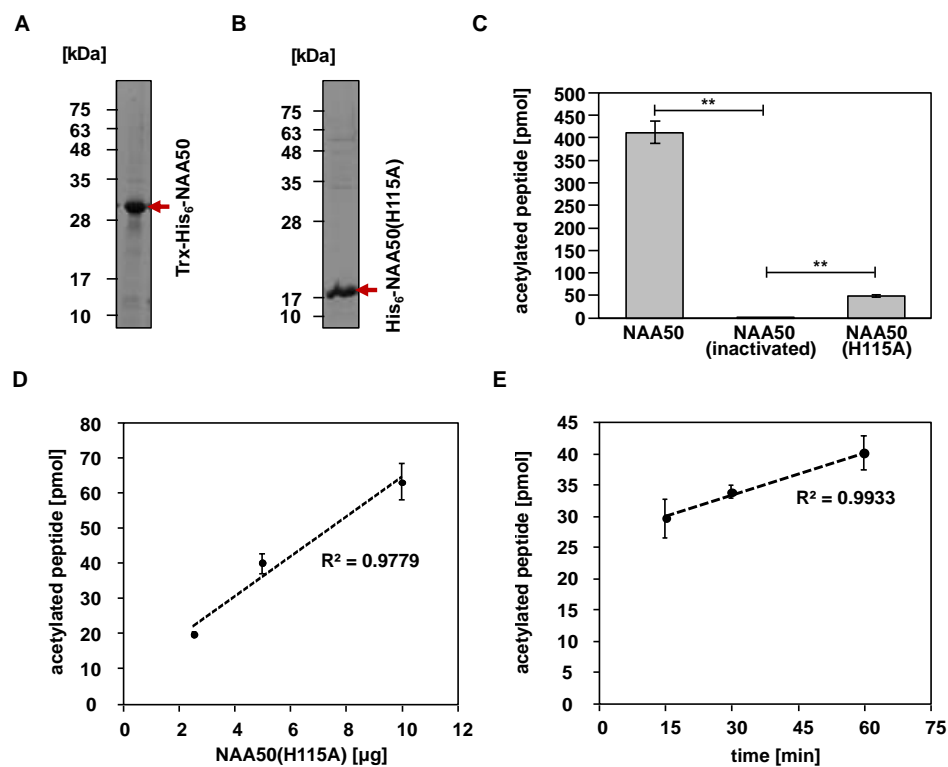 A
[kDa]
75
63
48
35
28
17
10
Trx-His₆-NAA50
B
[kDa]
75
63
48
35
28
17
10
His₆-NAA50(H115A)
C
acetylated peptide [pmol]
500
450
400
350
300
250
200
150
100
50
0
**
**
NAA50
NAA50
(inactivated)
NAA50
(H115A)
D
acetylated peptide [pmol]
80
70
60
50
40
30
20
10
0
R² = 0.9779
0 2 4 6 8 10 12
NAA50(H115A) [µg]
E
acetylated peptide [pmol]
45
40
35
30
25
20
15
10
5
0
R² = 0.9933
0 15 30 45 60 75
time [min]